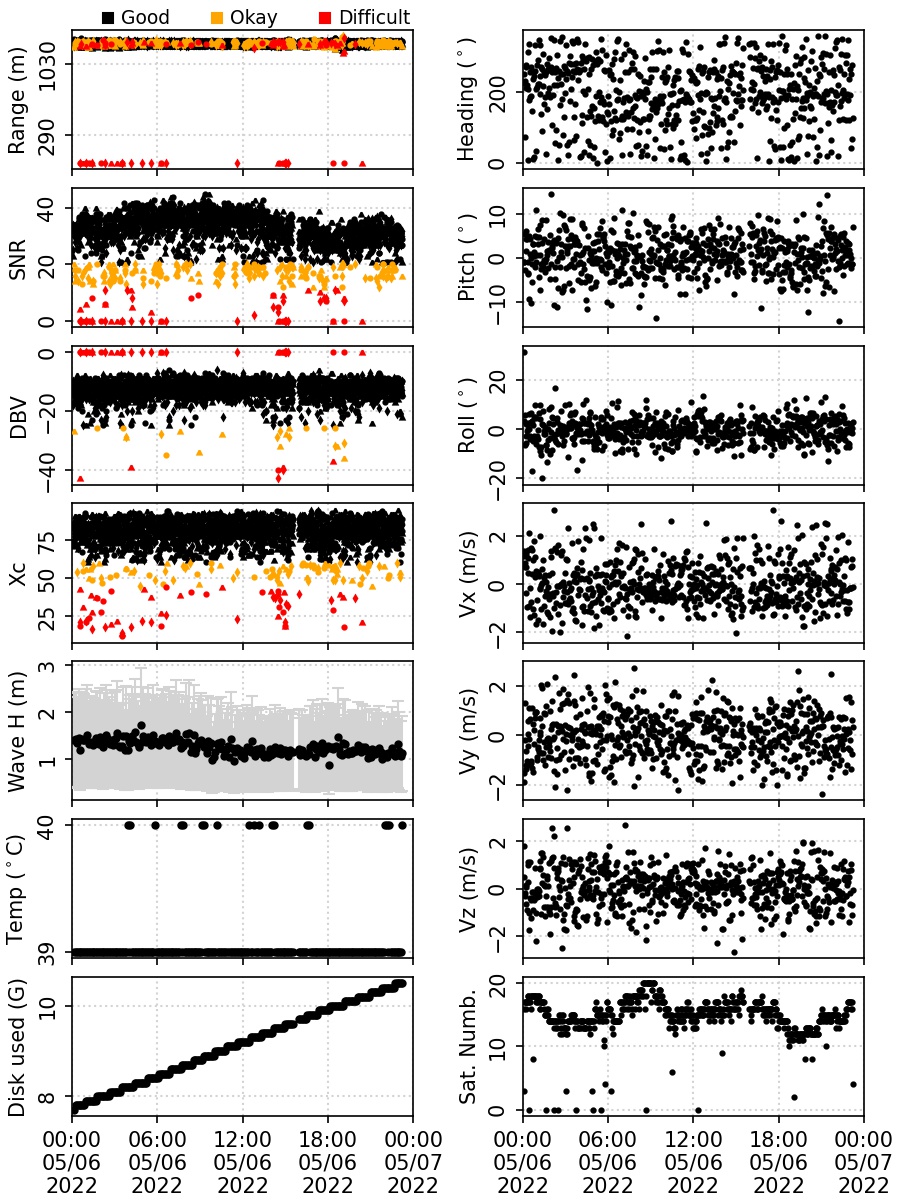 Good Okay Difficult
Range (m)
1030
290
Heading (°)
200
0
SNR
40
20
0
Pitch (°)
10
0
−10
DBV
0
−20
−40
Roll (°)
20
0
−20
Xc
75
50
25
Vx (m/s)
2
0
−2
Wave H (m)
3
2
1
Vy (m/s)
2
0
−2
Temp (°C)
40
39
Vz (m/s)
2
0
−2
Disk used (G)
10
8
Sat. Numb.
20
10
0
00:00 06:00 12:00 18:00 00:00
05/06 05/06 05/06 05/06 05/07
2022 2022 2022 2022 2022
00:00 06:00 12:00 18:00 00:00
05/06 05/06 05/06 05/06 05/07
2022 2022 2022 2022 2022